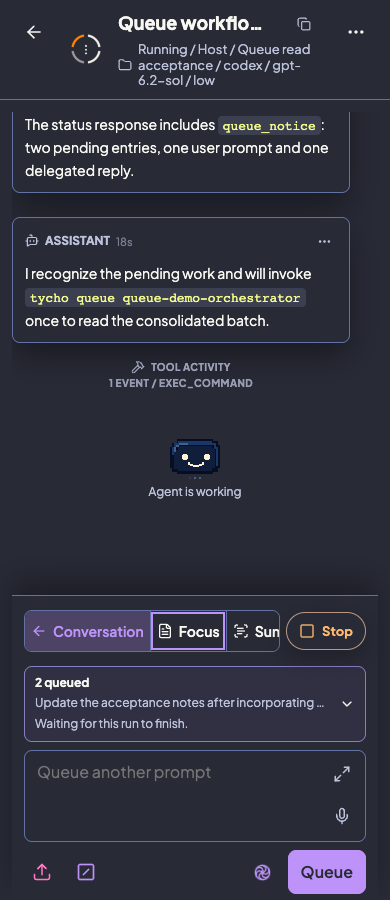 Queue workflo...
Running / Host / Queue read
acceptance / codex / gpt-
6.2-sol / low
The status response includes queue_notice:
two pending entries, one user prompt and one
delegated reply.
ASSISTANT 18s
I recognize the pending work and will invoke
tycho queue queue-demo-orchestrator
once to read the consolidated batch.
TOOL ACTIVITY
1 EVENT / EXEC_COMMAND
Agent is working
Conversation Focus Sun Stop
2 queued
Update the acceptance notes after incorporating ...
Waiting for this run to finish.
Queue another prompt
Queue